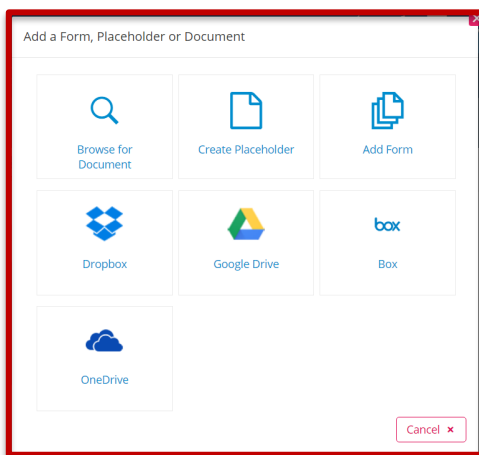 Add a Form, Placeholder or Document
Browse for
Document
Create Placeholder
Add Form
Dropbox
Google Drive
box
Box
OneDrive
Cancel ×